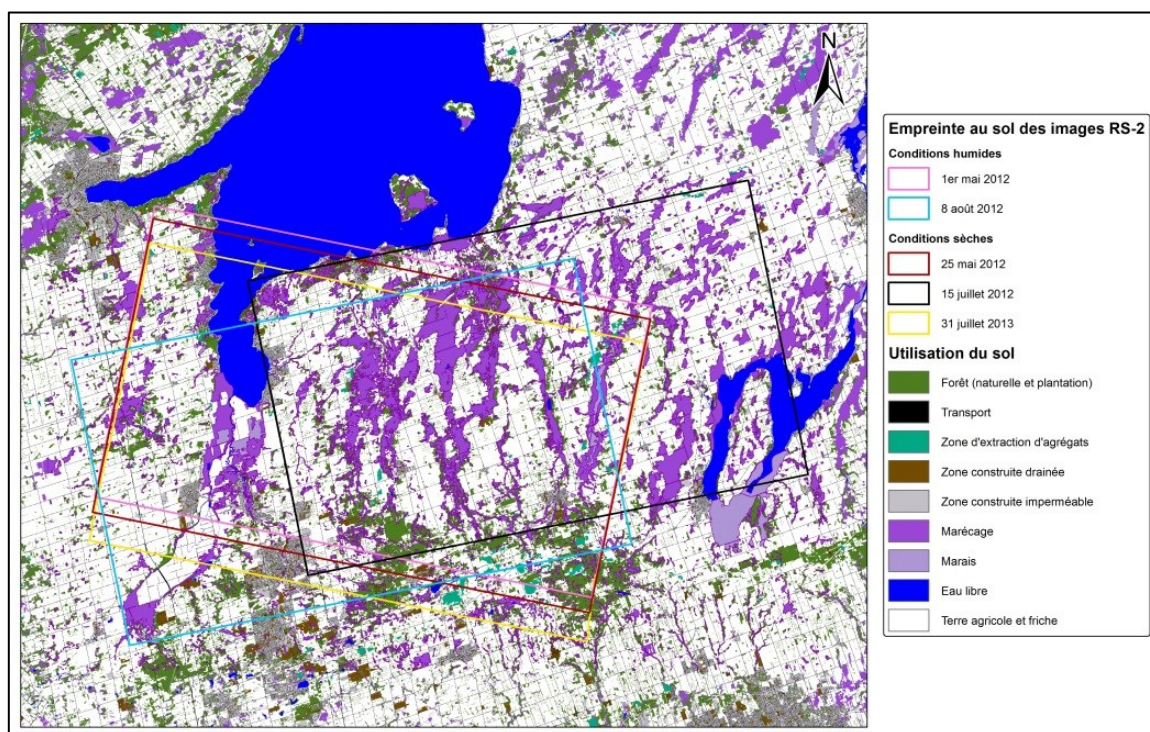 N
Empreinte au sol des images RS-2
Conditions humides
1er mai 2012
8 août 2012
Conditions sèches
25 mai 2012
15 juillet 2012
31 juillet 2013
Utilisation du sol
Forêt (naturelle et plantation)
Transport
Zone d'extraction d'agrégats
Zone construite drainée
Zone construite imperméable
Marécage
Marais
Eau libre
Terre agricole et friche